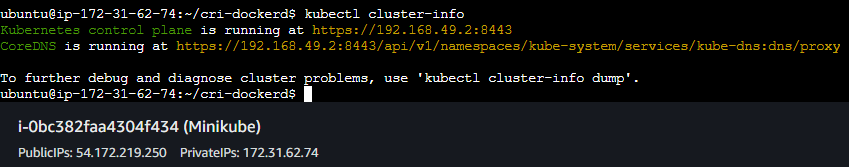 ubuntu@ip-172-31-62-74:~/cri-dockerd$ kubectl cluster-info
Kubernetes control plane is running at https://192.168.49.2:8443
CoreDNS is running at https://192.168.49.2:8443/api/v1/namespaces/kube-system/services/kube-dns:dns/proxy
To further debug and diagnose cluster problems, use 'kubectl cluster-info dump'.
ubuntu@ip-172-31-62-74:~/cri-dockerd$
i-0bc382faa4304f434 (Minikube)
PublicIPs: 54.172.219.250 PrivateIPs: 172.31.62.74